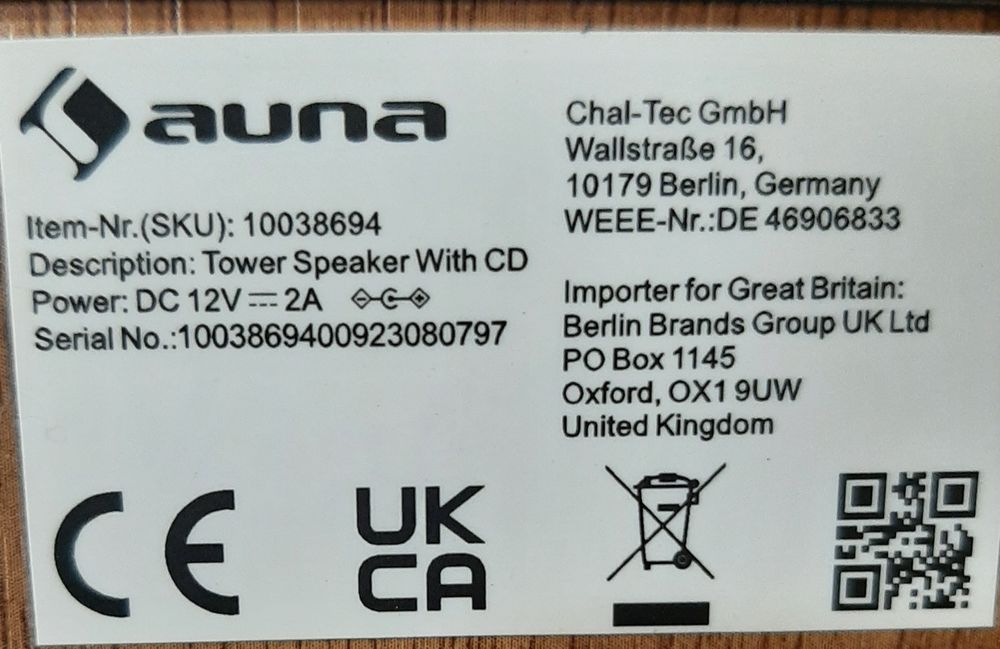 auna
Item-Nr.(SKU): 10038694
Description: Tower Speaker With CD
Power: DC 12V ⎓ 2A
Serial No.:1003869400923080797
Chal-Tec GmbH
Wallstraße 16,
10179 Berlin, Germany
WEEE-Nr.:DE 46906833
Importer for Great Britain:
Berlin Brands Group UK Ltd
PO Box 1145
Oxford, OX1 9UW
United Kingdom
CE
UK
CA